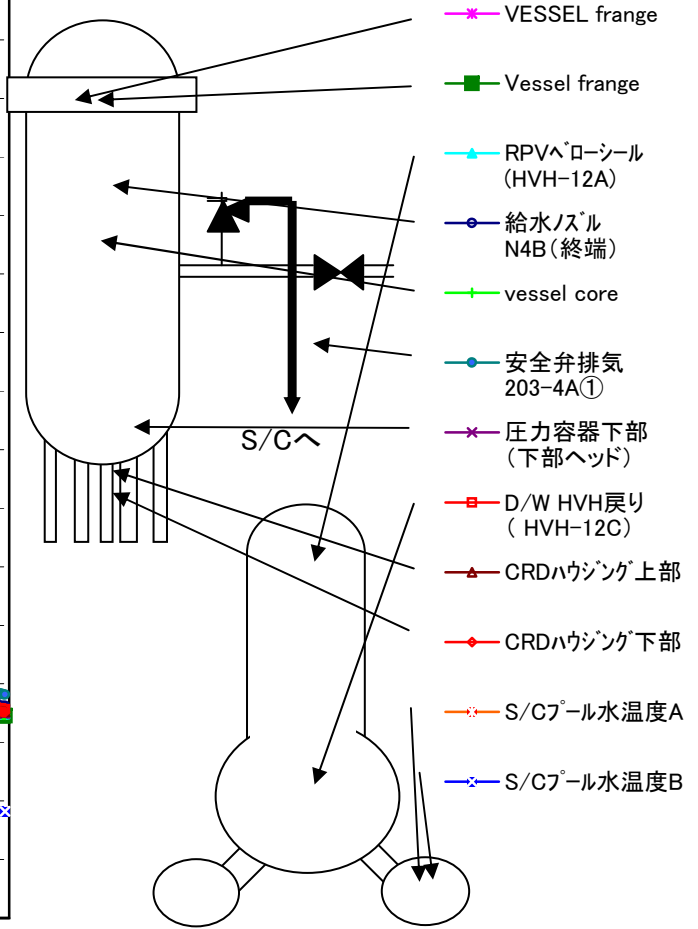 VESSEL frange
Vessel frange
RPVベローシール
(HVH-12A)
給水ノズル
N4B(終端)
vessel core
安全弁排気
203-4A①
S/Cへ
圧力容器下部
(下部ヘッド)
D/W HVH戻り
( HVH-12C)
CRDハウジング上部
CRDハウジング下部
S/Cプール水温度A
S/Cプール水温度B